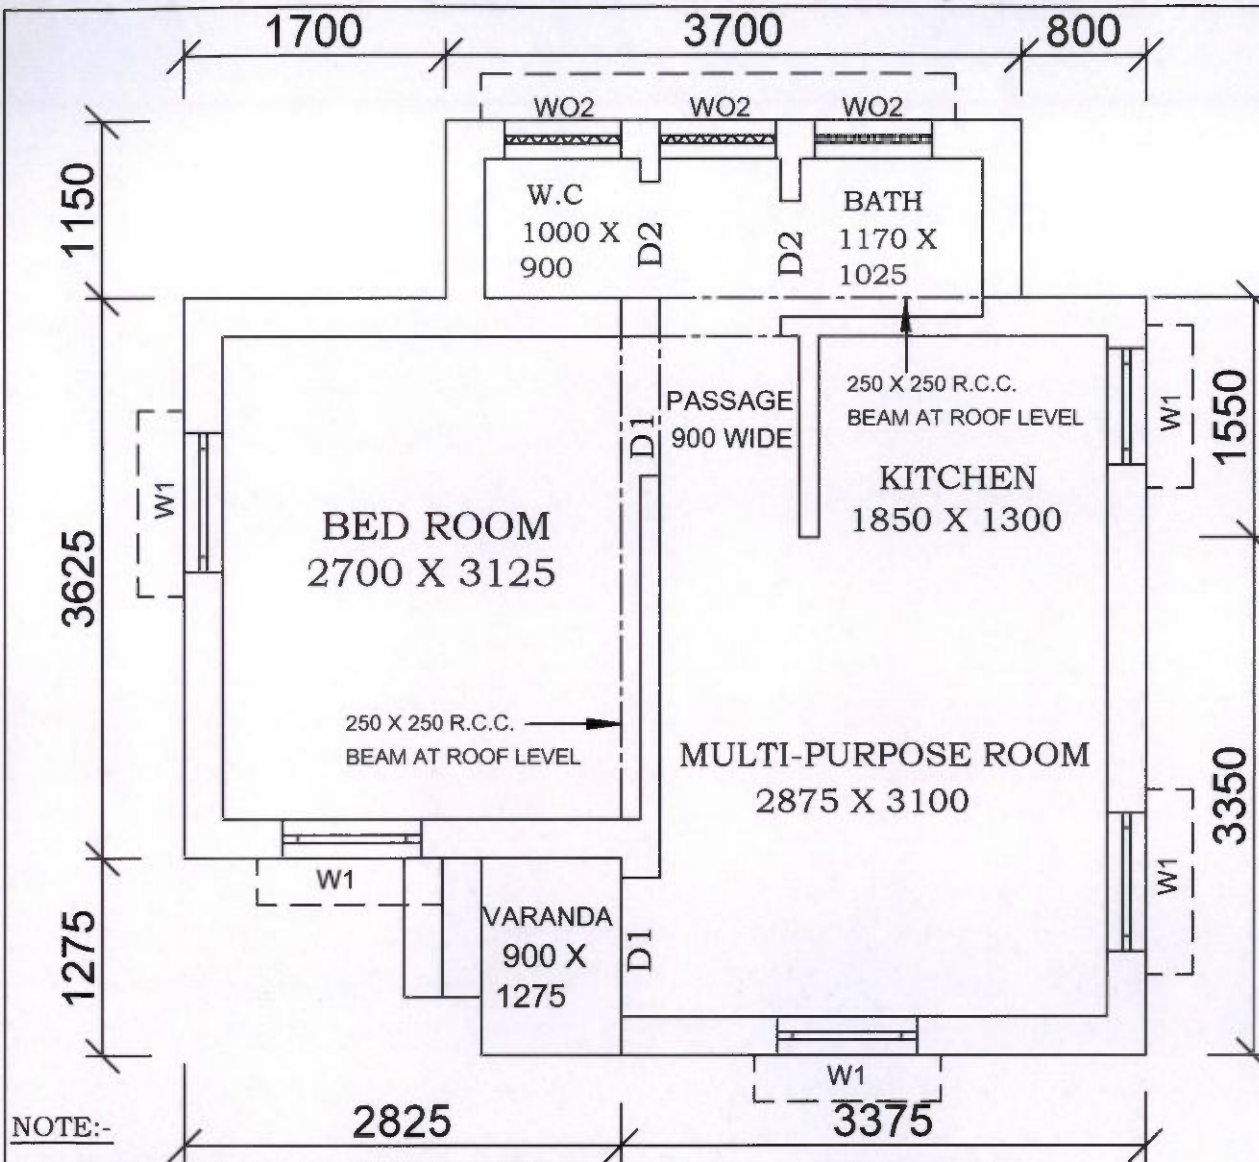 1700
3700
800
WO2
WO2
WO2
1150
W.C
1000 X
900
D2
D2
BATH
1170 X
1025
250 X 250 R.C.C.
BEAM AT ROOF LEVEL
PASSAGE
900 WIDE
D1
W1
1550
KITCHEN
1850 X 1300
W1
BED ROOM
2700 X 3125
3625
250 X 250 R.C.C.
BEAM AT ROOF LEVEL
MULTI-PURPOSE ROOM
2875 X 3100
3350
W1
W1
VARANDA
900 X
1275
D1
1275
W1
NOTE:-
2825
3375